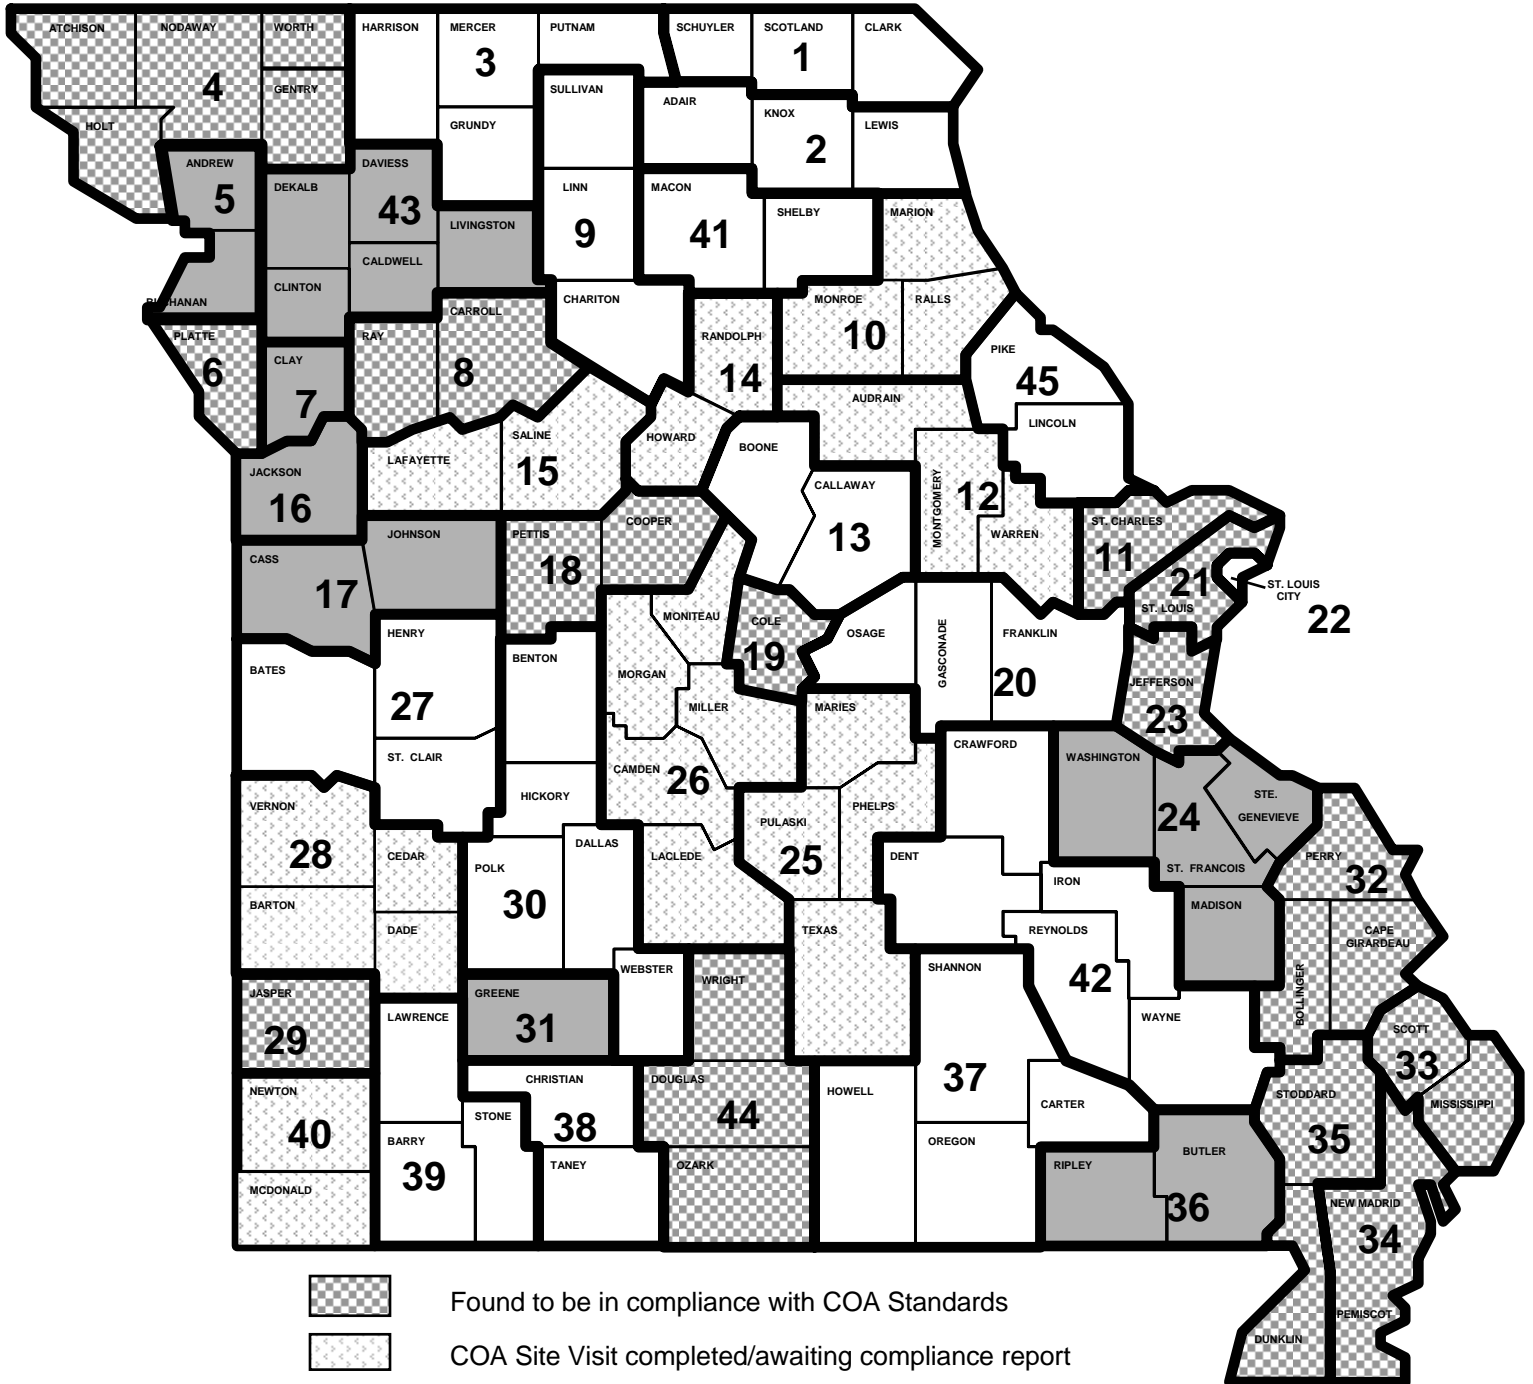 ATCHISON
NODAWAY
WORTH
HARRISON
MERCER
PUTNAM
SCHUYLER
SCOTLAND
CLARK
3
1
4
GENTRY
SULLIVAN
ADAIR
KNOX
LEWIS
HOLT
GRUNDY
2
ANDREW
5
DEKALB
DAVIESS
43
LINN
9
MACON
41
SHELBY
MARION
LIVINGSTON
CALDWELL
CLINTON
CHARITON
MONROE
RALLS
10
CARROLL
PLATTE
6
RAY
8
RANDOLPH
14
PIKE
45
CLAY
7
AUDRAIN
LINCOLN
HOWARD
BOONE
SALINE
15
LAFAYETTE
JACKSON
16
CALLAWAY
13
MONTGOMERY
12
WARREN
COOPER
ST. CHARLES
11
JOHNSON
PETTIS
18
CASS
17
21
ST. LOUIS
ST. LOUIS
CITY
22
MONITEAU
COLE
19
OSAGE
GASCONADE
FRANKLIN
20
HENRY
27
BATES
BENTON
MORGAN
MILLER
MARIES
JEFFERSON
23
ST. CLAIR
CAMDEN
26
CRAWFORD
WASHINGTON
HICKORY
VERNON
28
PULASKI
25
PHELPS
24
STE.
GENEVIEVE
CEDAR
DALLAS
LACLEDE
DENT
ST. FRANCOIS
PERRY
32
POLK
30
IRON
BARTON
DADE
TEXAS
REYNOLDS
MADISON
CAPE
GIRARDEAU
BOLLINGER
WEBSTER
WRIGHT
SHANNON
42
JASPER
29
GREENE
31
LAWRENCE
WAYNE
SCOTT
33
CHRISTIAN
DOUGLAS
44
HOWELL
37
CARTER
STODDARD
35
MISSISSIPPI
NEWTON
40
STONE
38
BARRY
39
OREGON
TANEY
OZARK
RIPLEY
BUTLER
36
MCDONALD
NEW MADRID
34
PEMISCOT
DUNKLIN
Found to be in compliance with COA Standards
COA Site Visit completed/awaiting compliance report